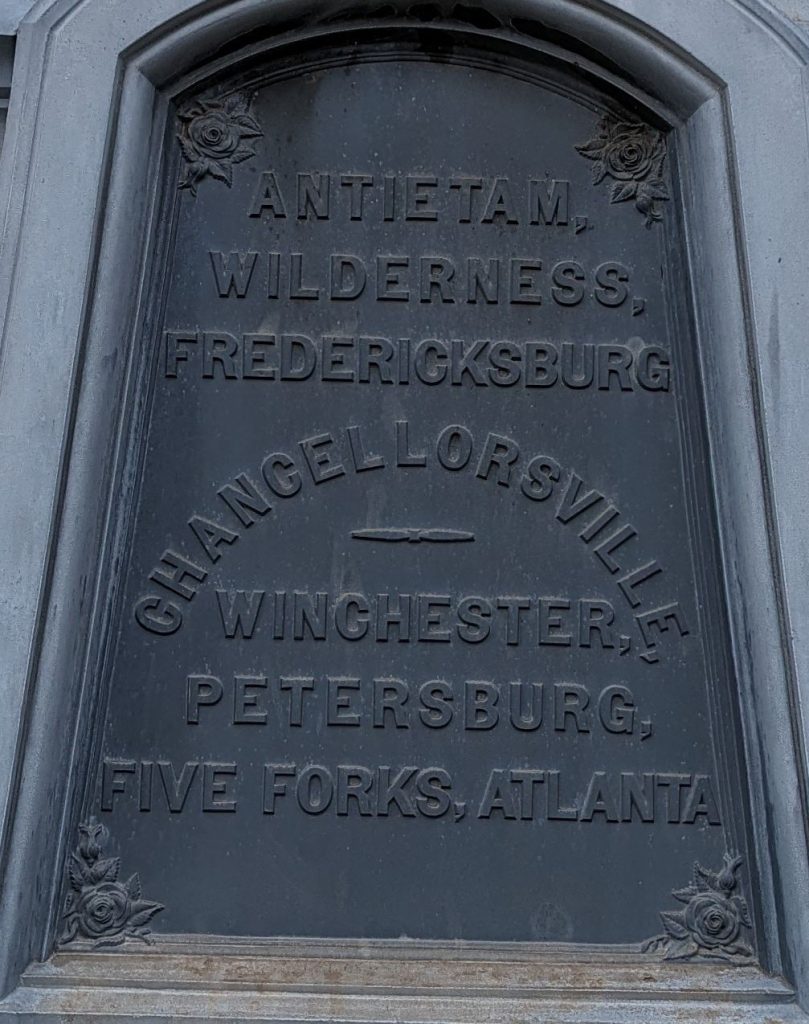 ANTIETAM,
WILDERNESS,
FREDERICKSBURG
CHANCELLORSVILLE,
WINCHESTER,
PETERSBURG,
FIVE FORKS, ATLANTA